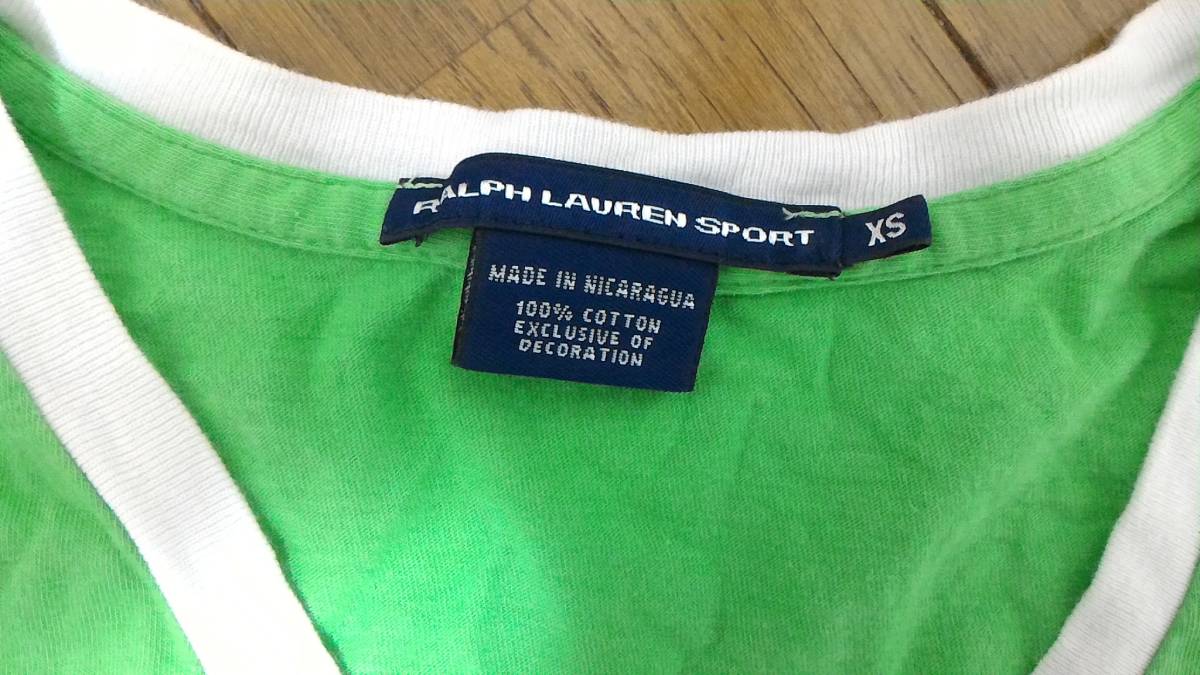 RALPH LAUREN SPORT
XS
MADE IN NICARAGUA
100% COTTON
EXCLUSIVE OF
DECORATION